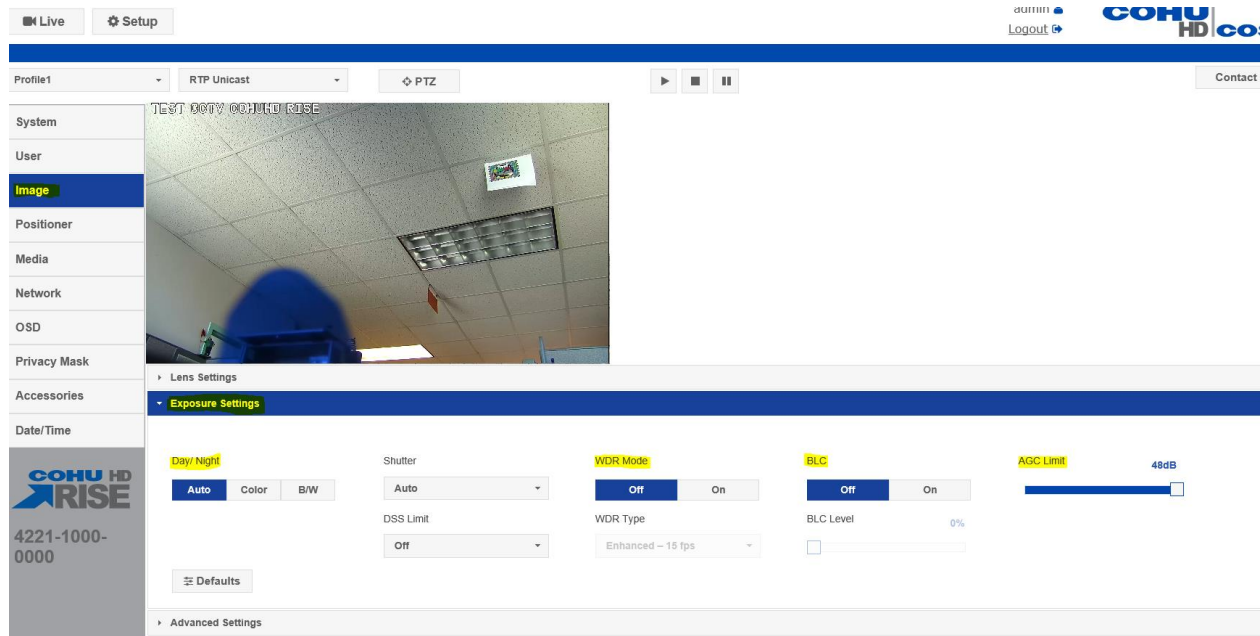 Live
Setup
admin
Logout
COHU
HD
Profile1
RTP Unicast
PTZ
Contact
System
User
Image
Positioner
Media
Network
OSD
Privacy Mask
Accessories
Date/Time
TEST CCTV COHUHD RISE
Lens Settings
Exposure Settings
Day/ Night
Auto Color B/W
Shutter
Auto
DSS Limit
Off
WDR Mode
Off On
WDR Type
Enhanced – 15 fps
BLC
Off On
BLC Level 0%
AGC Limit 48dB
Defaults
Advanced Settings
COHU HD
RISE
4221-1000-
0000